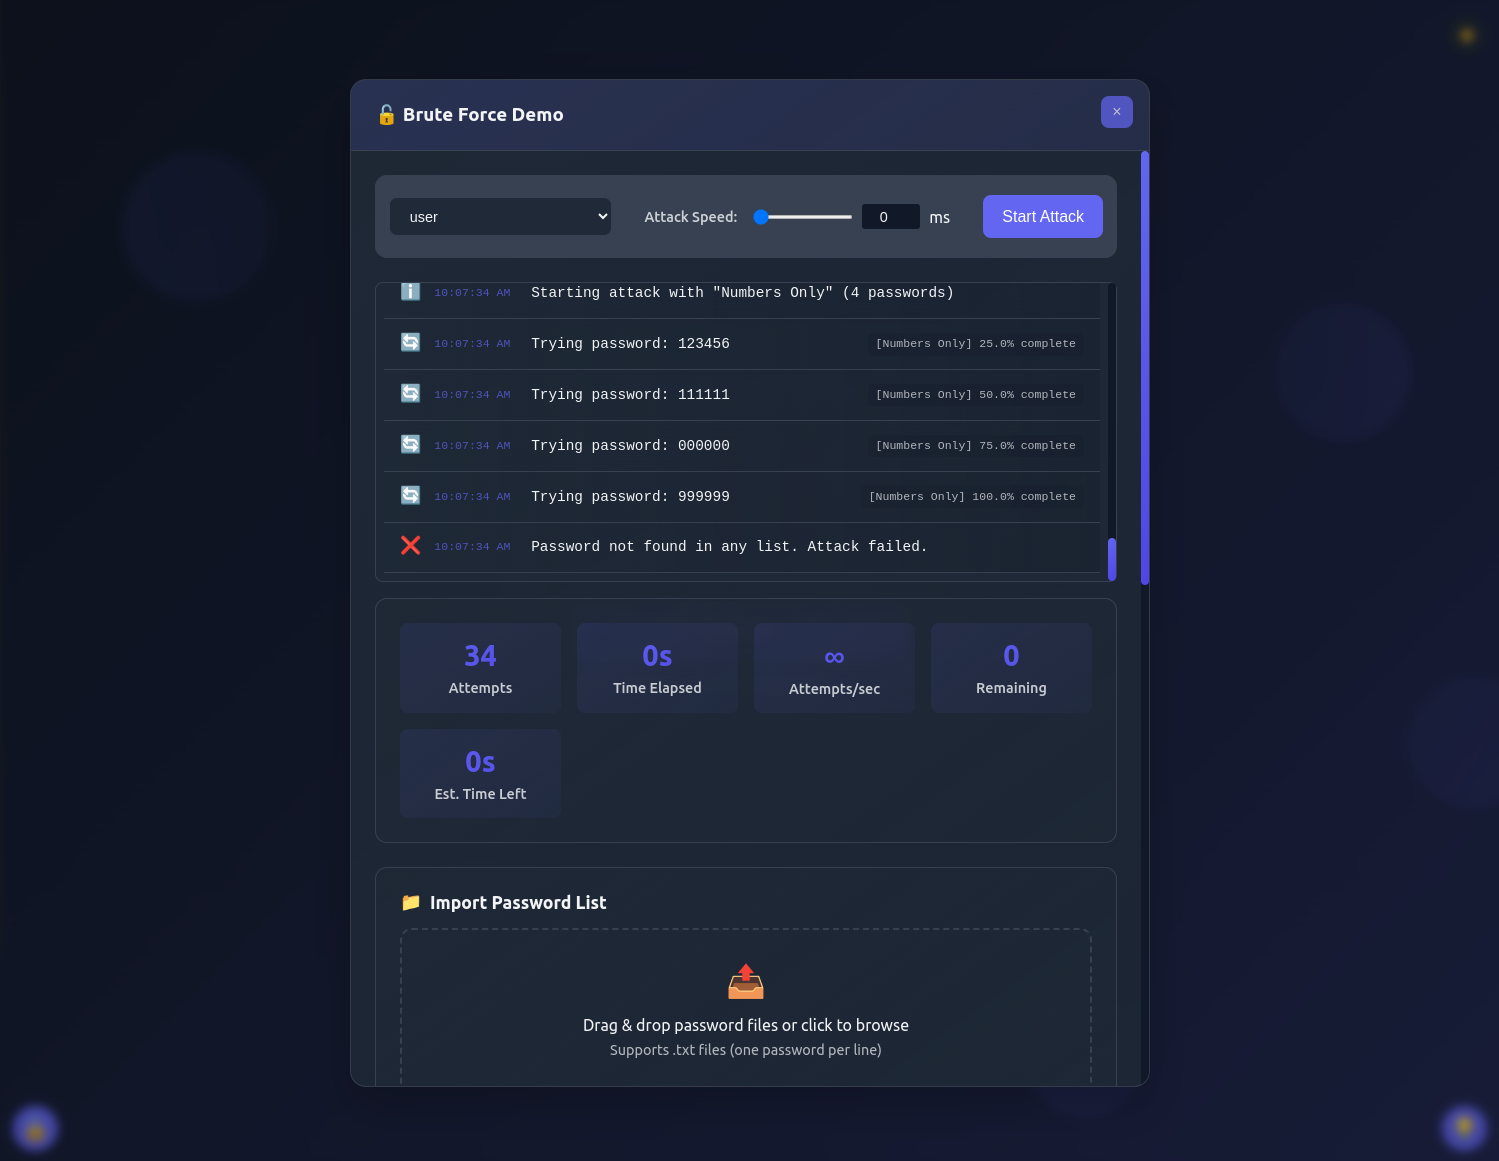 Brute Force Demo
×
user
Attack Speed:
0
ms
Start Attack
10:07:34 AM Starting attack with "Numbers Only" (4 passwords)
10:07:34 AM Trying password: 123456 [Numbers Only] 25.0% complete
10:07:34 AM Trying password: 111111 [Numbers Only] 50.0% complete
10:07:34 AM Trying password: 000000 [Numbers Only] 75.0% complete
10:07:34 AM Trying password: 999999 [Numbers Only] 100.0% complete
10:07:34 AM Password not found in any list. Attack failed.
34
Attempts
0s
Time Elapsed
∞
Attempts/sec
0
Remaining
0s
Est. Time Left
Import Password List
Drag & drop password files or click to browse
Supports .txt files (one password per line)